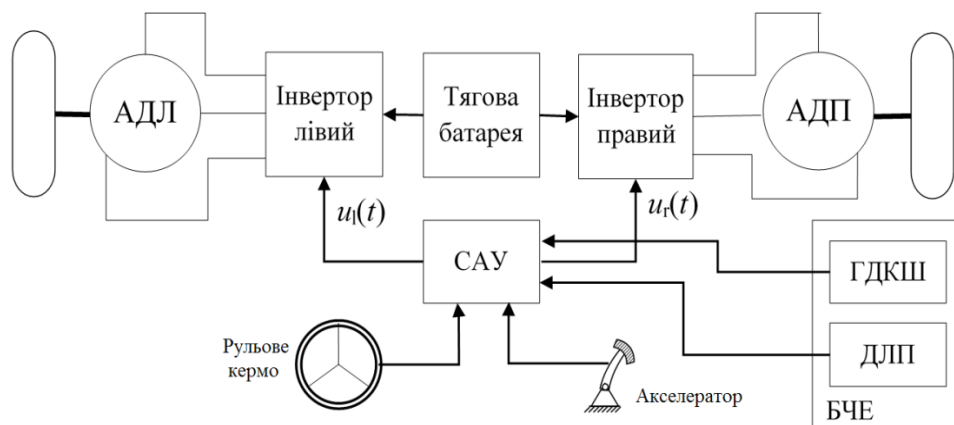 АДЛ
Інвертор
лівий
Тягова
батарея
Інвертор
правий
АДП
uₗ(t)
uᵣ(t)
САУ
ГДКШ
ДЛП
БЧЕ
Рульове
кермо
Акселератор